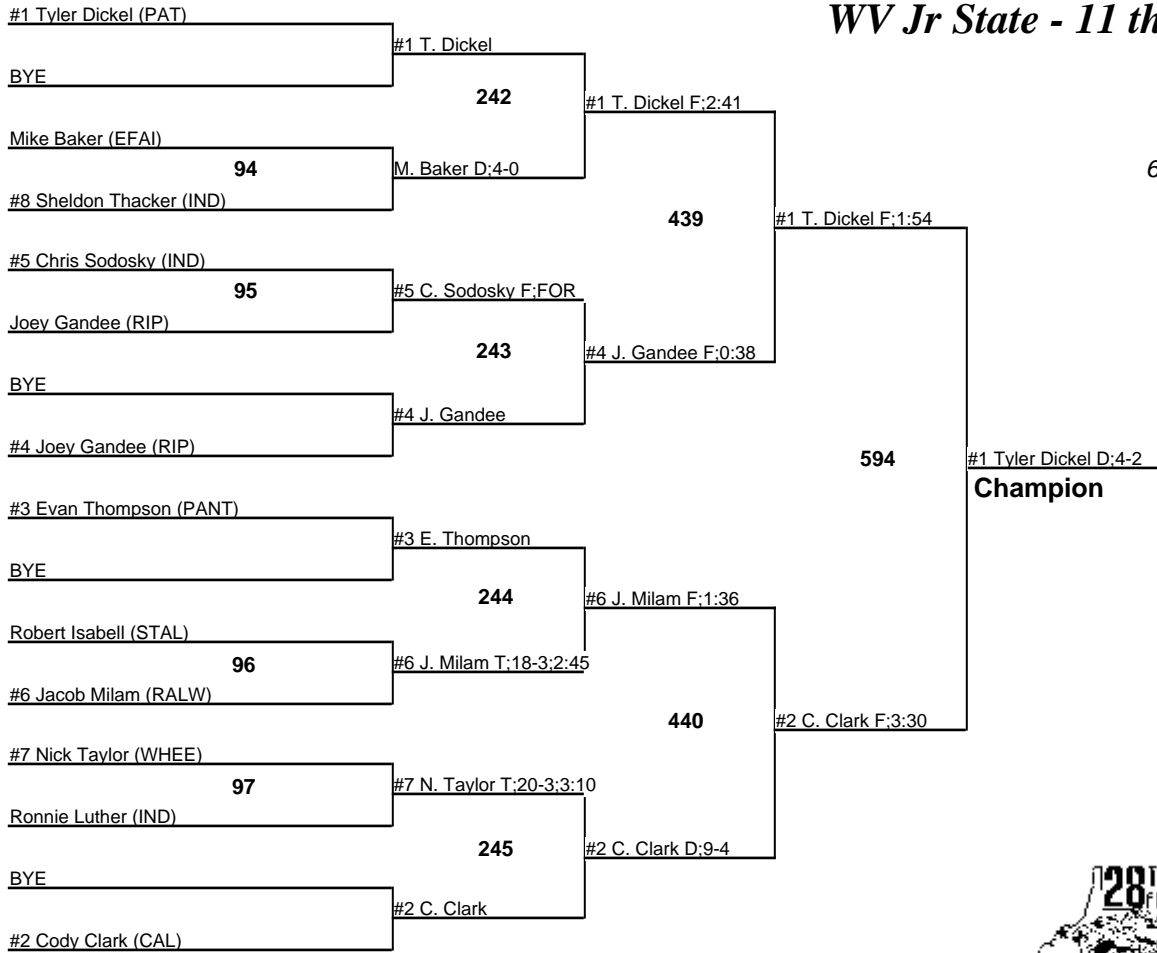 #1 Tyler Dickel (PAT)
WV Jr State - 11 th
#1 T. Dickel
BYE
242
#1 T. Dickel F;2:41
Mike Baker (EFAI)
94
M. Baker D;4-0
6
#8 Sheldon Thacker (IND)
439
#1 T. Dickel F;1:54
#5 Chris Sodosky (IND)
95
#5 C. Sodosky F;FOR
Joey Gandee (RIP)
243
#4 J. Gandee F;0:38
BYE
#4 J. Gandee
#4 Joey Gandee (RIP)
594
#1 Tyler Dickel D;4-2
Champion
#3 Evan Thompson (PANT)
#3 E. Thompson
BYE
244
#6 J. Milam F;1:36
Robert Isabell (STAL)
96
#6 J. Milam T;18-3;2:45
#6 Jacob Milam (RALW)
440
#2 C. Clark F;3:30
#7 Nick Taylor (WHEE)
97
#7 N. Taylor T;20-3;3:10
Ronnie Luther (IND)
245
#2 C. Clark D;9-4
BYE
28
#2 C. Clark
#2 Cody Clark (CAL)